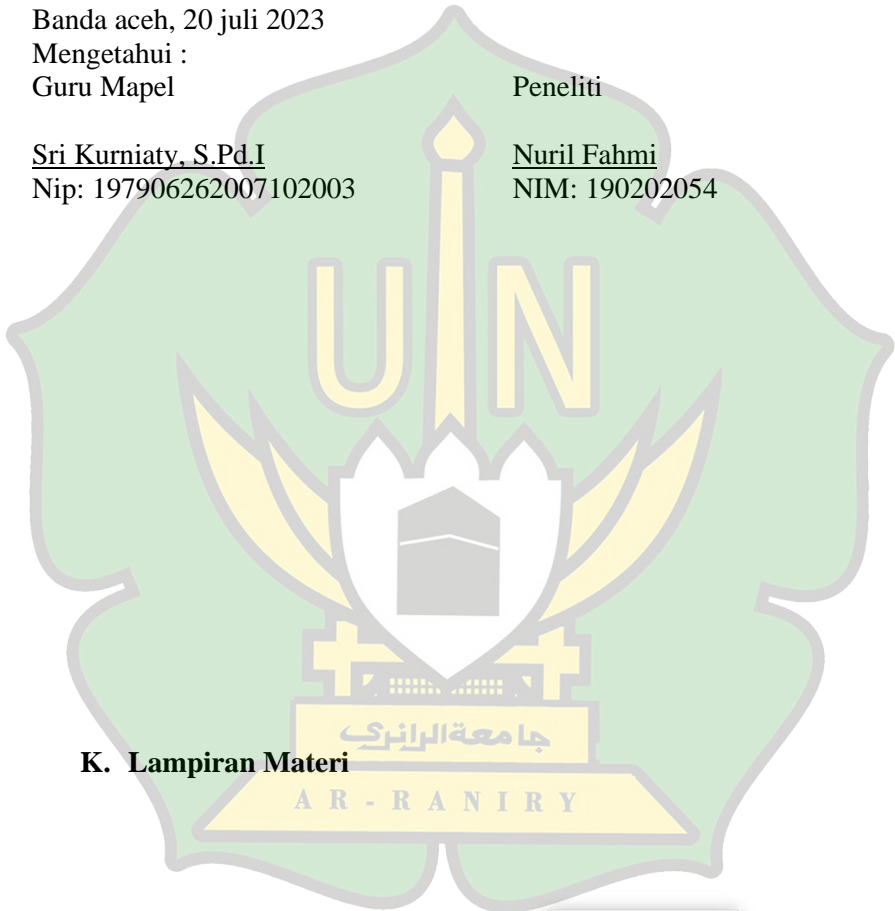 Banda aceh, 20 juli 2023
Mengetahui :
Guru Mapel Peneliti
Sri Kurniaty, S.Pd.I Nuril Fahmi
Nip: 197906262007102003 NIM: 190202054
UIN
جامعة الرانري
K. Lampiran Materi
AR-RANIRY